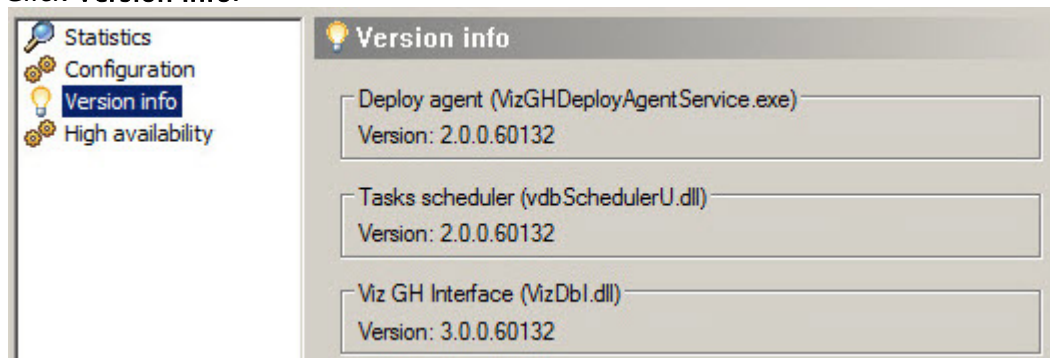 Click Version info.
Statistics
Configuration
Version info
High availability
Version info
Deploy agent (VizGHDeployAgentService.exe)
Version: 2.0.0.60132
Tasks scheduler (vdbSchedulerU.dll)
Version: 2.0.0.60132
Viz GH Interface (VizDbI.dll)
Version: 3.0.0.60132